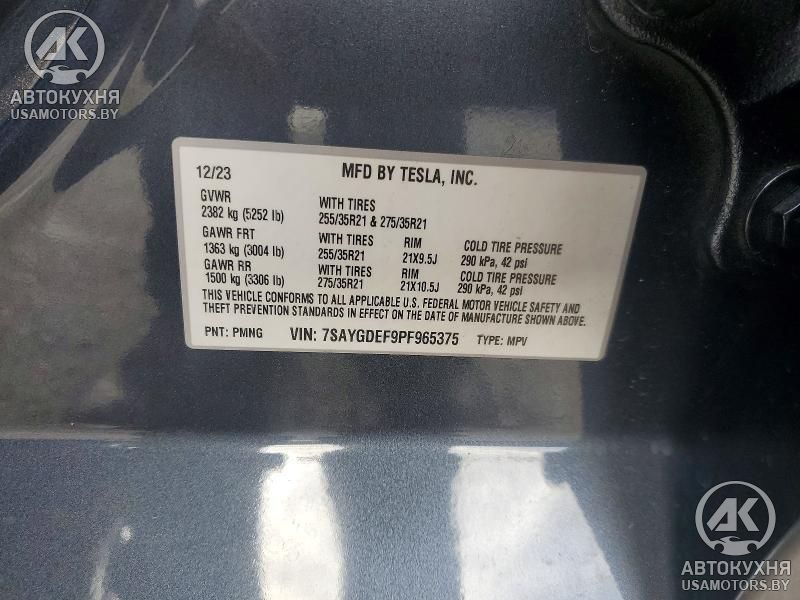 АК
АВТОКУХНЯ
USAMOTORS.BY
12/23 MFD BY TESLA, INC.
GVWR WITH TIRES
2382 kg (5252 lb) 255/35R21 & 275/35R21
GAWR FRT WITH TIRES RIM COLD TIRE PRESSURE
1363 kg (3004 lb) 255/35R21 21X9.5J 290 kPa, 42 psi
GAWR RR WITH TIRES RIM COLD TIRE PRESSURE
1500 kg (3306 lb) 275/35R21 21X10.5J 290 kPa, 42 psi
THIS VEHICLE CONFORMS TO ALL APPLICABLE U.S. FEDERAL MOTOR VEHICLE SAFETY AND
THEFT PREVENTION STANDARDS IN EFFECT ON THE DATE OF MANUFACTURE SHOWN ABOVE.
PNT: PMNG VIN: 7SAYGDEF9PF965375 TYPE: MPV
АК
АВТОКУХНЯ
USAMOTORS.BY